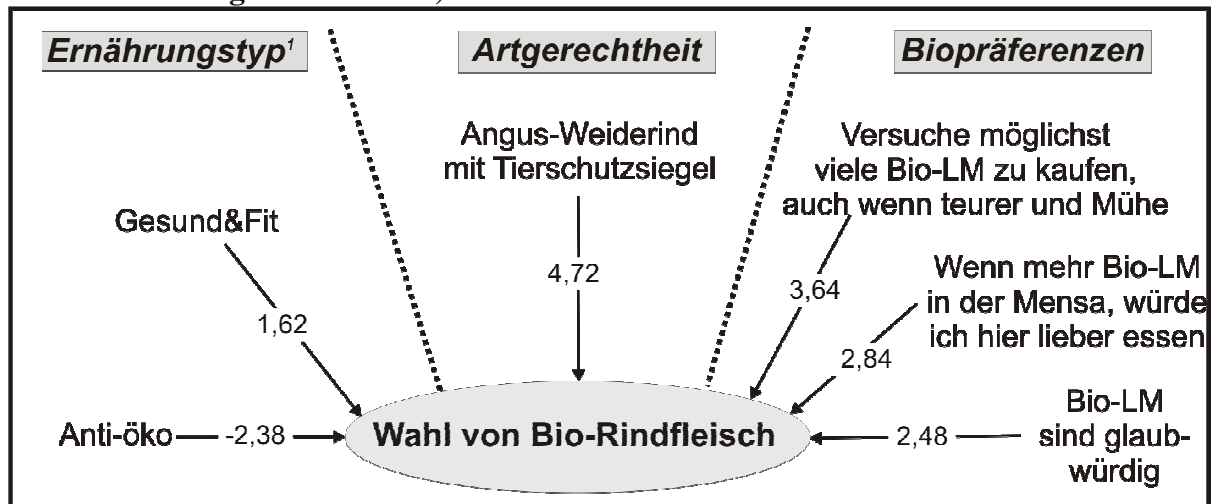 Ernährungstyp¹
Artgerechtheit
Biopräferenzen
Gesund&Fit
1,62
Anti-öko
-2,38
Angus-Weiderind
mit Tierschutzsiegel
4,72
Versuche möglichst
viele Bio-LM zu kaufen,
auch wenn teurer und Mühe
3,64
Wenn mehr Bio-LM
in der Mensa, würde
ich hier lieber essen
2,84
Bio-LM
sind glaub-
würdig
2,48
Wahl von Bio-Rindfleisch